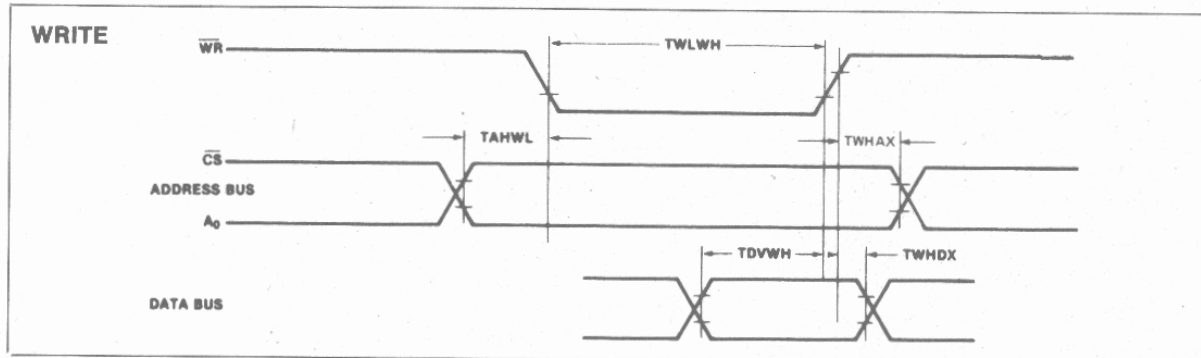 WRITE
WR
TWLWH
TAHWL
TWHAX
CS
ADDRESS BUS
A₀
TDVWH
TWHDX
DATA BUS